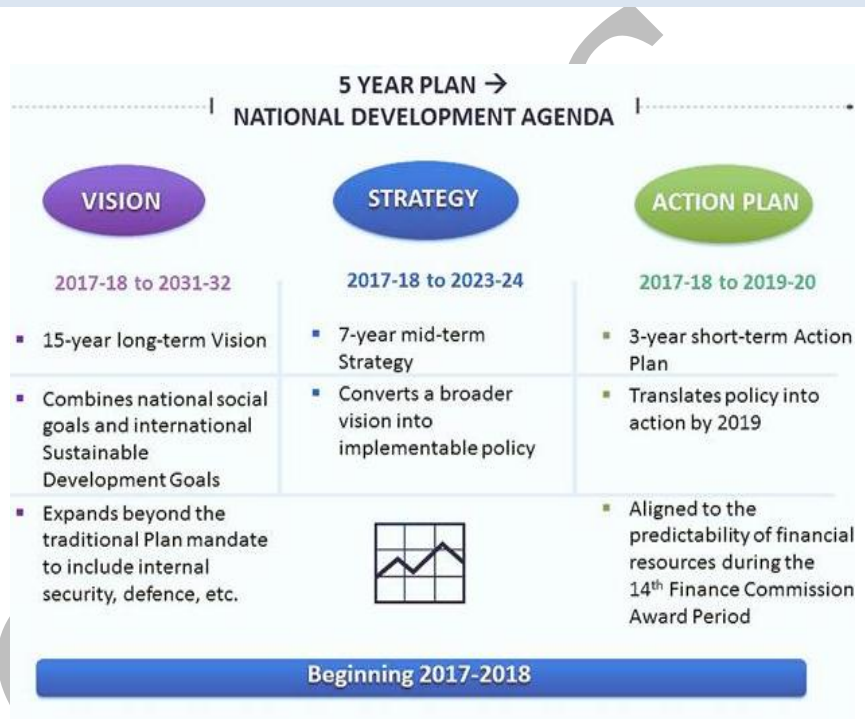 5 YEAR PLAN →
NATIONAL DEVELOPMENT AGENDA
VISION
2017-18 to 2031-32
▪ 15-year long-term Vision
▪ Combines national social
goals and international
Sustainable
Development Goals
▪ Expands beyond the
traditional Plan mandate
to include internal
security, defence, etc.
STRATEGY
2017-18 to 2023-24
▪ 7-year mid-term
Strategy
▪ Converts a broader
vision into
implementable policy
ACTION PLAN
2017-18 to 2019-20
▪ 3-year short-term Action
Plan
▪ Translates policy into
action by 2019
▪ Aligned to the
predictability of financial
resources during the
14th Finance Commission
Award Period
Beginning 2017-2018